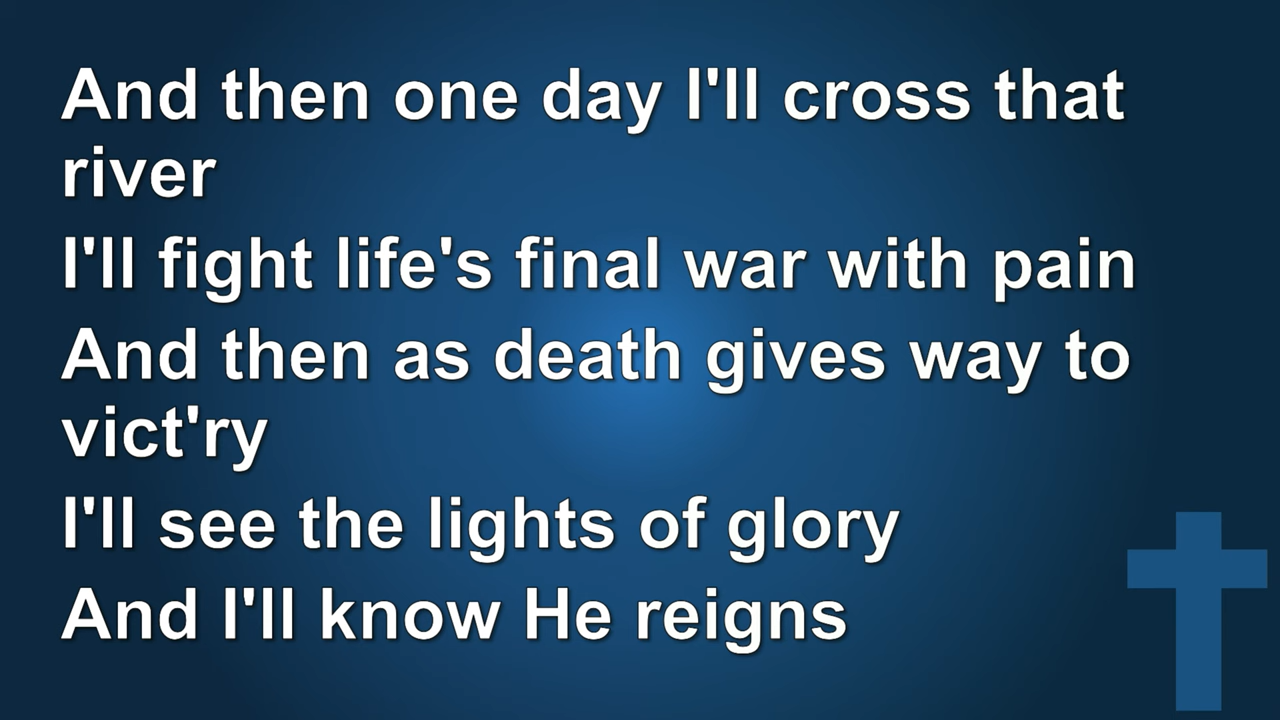 And then one day I'll cross that
river
I'll fight life's final war with pain
And then as death gives way to
vict'ry
I'll see the lights of glory
And I'll know He reigns